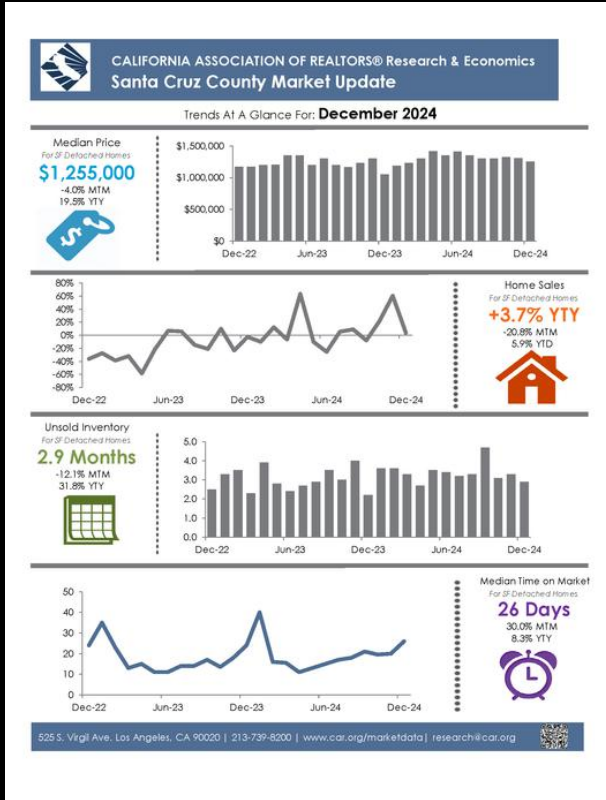 CALIFORNIA ASSOCIATION OF REALTORS® Research & Economics
Santa Cruz County Market Update
Trends At A Glance For: December 2024
Median Price
For SF Detached Homes
$1,255,000
-4.0% MTM
19.5% YTY
$
$1,500,000
$1,000,000
$500,000
$0
Dec-22 Jun-23 Dec-23 Jun-24 Dec-24
80%
60%
40%
20%
0%
-20%
-40%
-60%
-80%
Dec-22 Jun-23 Dec-23 Jun-24 Dec-24
Home Sales
For SF Detached Homes
+3.7% YTY
-20.8% MTM
5.9% YTD
Unsold Inventory
For SF Detached Homes
2.9 Months
-12.1% MTM
31.8% YTY
5.0
4.0
3.0
2.0
1.0
0.0
Dec-22 Jun-23 Dec-23 Jun-24 Dec-24
50
40
30
20
10
0
Dec-22 Jun-23 Dec-23 Jun-24 Dec-24
Median Time on Market
For SF Detached Homes
26 Days
30.0% MTM
8.3% YTY
525 S. Virgil Ave. Los Angeles, CA 90020 | 213-739-8200 | www.car.org/marketdata| research@car.org